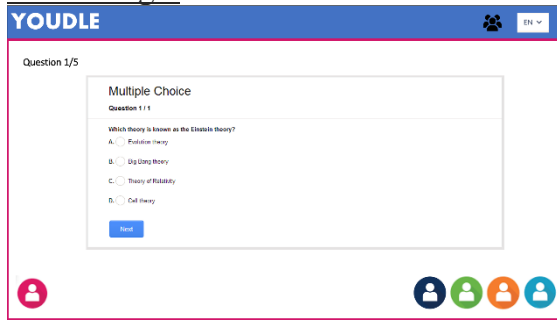 YOUDLE
EN
Question 1/5
Multiple Choice
Question 1 / 1
Which theory is known as the Einstein theory?
A. Evolution theory
B. Big Bang theory
C. Theory of Relativity
D. Cell theory
Next